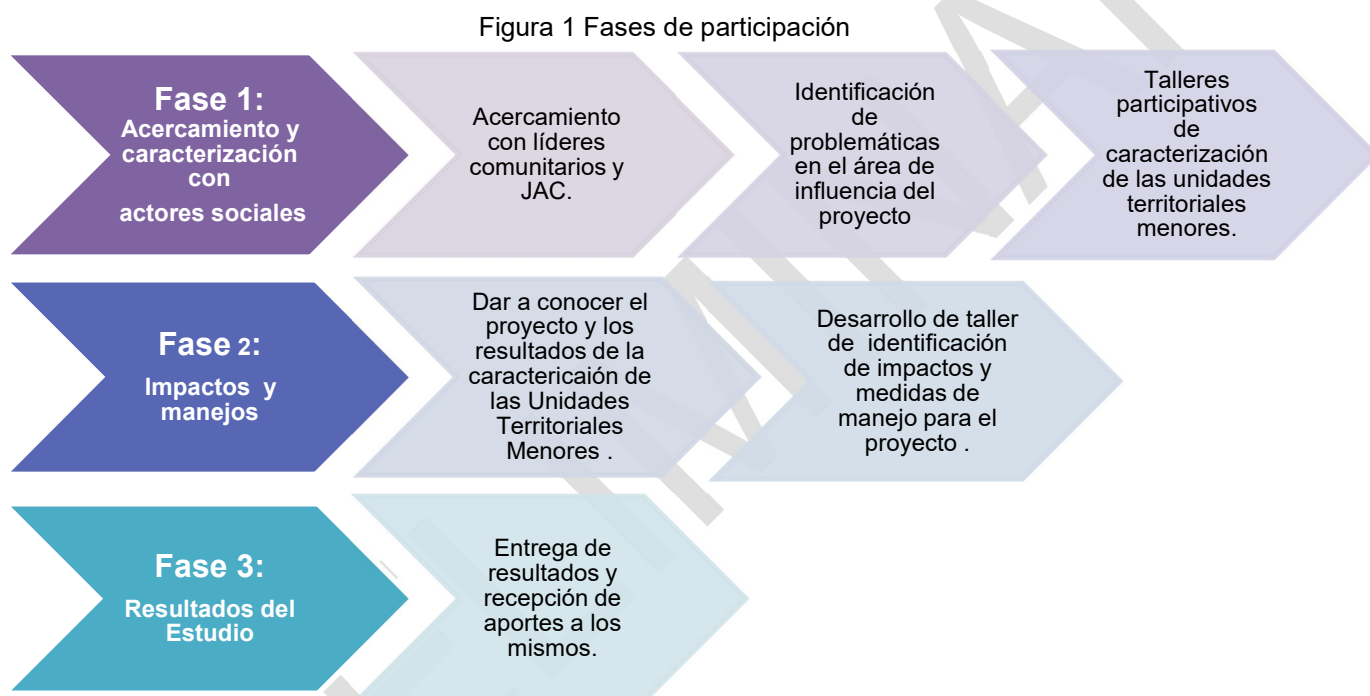 Figura 1 Fases de participación
Fase 1:
Acercamiento y
caracterización
con
actores sociales
Acercamiento
con líderes
comunitarios y
JAC.
Identificación
de
problemáticas
en el área de
influencia del
proyecto
Talleres
participativos
de
caracterización
de las unidades
territoriales
menores.
Fase 2:
Impactos y
manejos
Dar a conocer el
proyecto y los
resultados de la
caractericaión de
las Unidades
Territoriales
Menores .
Desarrollo de taller
de identificación
de impactos y
medidas de
manejo para el
proyecto .
Fase 3:
Resultados del
Estudio
Entrega de
resultados y
recepción de
aportes a los
mismos.